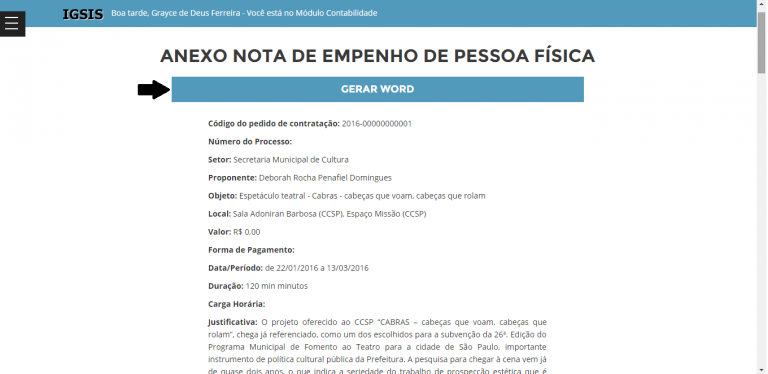 IGSIS Boa tarde, Grayce de Deus Ferreira - Você está no Módulo Contabilidade
ANEXO NOTA DE EMPENHO DE PESSOA FÍSICA
GERAR WORD
Código do pedido de contratação: 2016-00000000001
Número do Processo:
Setor: Secretaria Municipal de Cultura
Proponente: Deborah Rocha Penafiel Domingues
Objeto: Espetáculo teatral - Cabras - cabeças que voam, cabeças que rolam
Local: Sala Adoniran Barbosa (CCSP), Espaço Missão (CCSP)
Valor: R$ 0,00
Forma de Pagamento:
Data/Período: de 22/01/2016 a 13/03/2016
Duração: 120 min minutos
Carga Horária:
Justificativa: O projeto oferecido ao CCSP “CABRAS – cabeças que voam, cabeças que
rolam”, chega já referenciado, como um dos escolhidos para a subvenção da 26ª. Edição do
Programa Municipal de Fomento ao Teatro para a cidade de São Paulo, importante
instrumento de política cultural pública da Prefeitura. A pesquisa para chegar à cena vem já
de quase dois anos, o que indica a seriedade do trabalho de prospecção estética que é